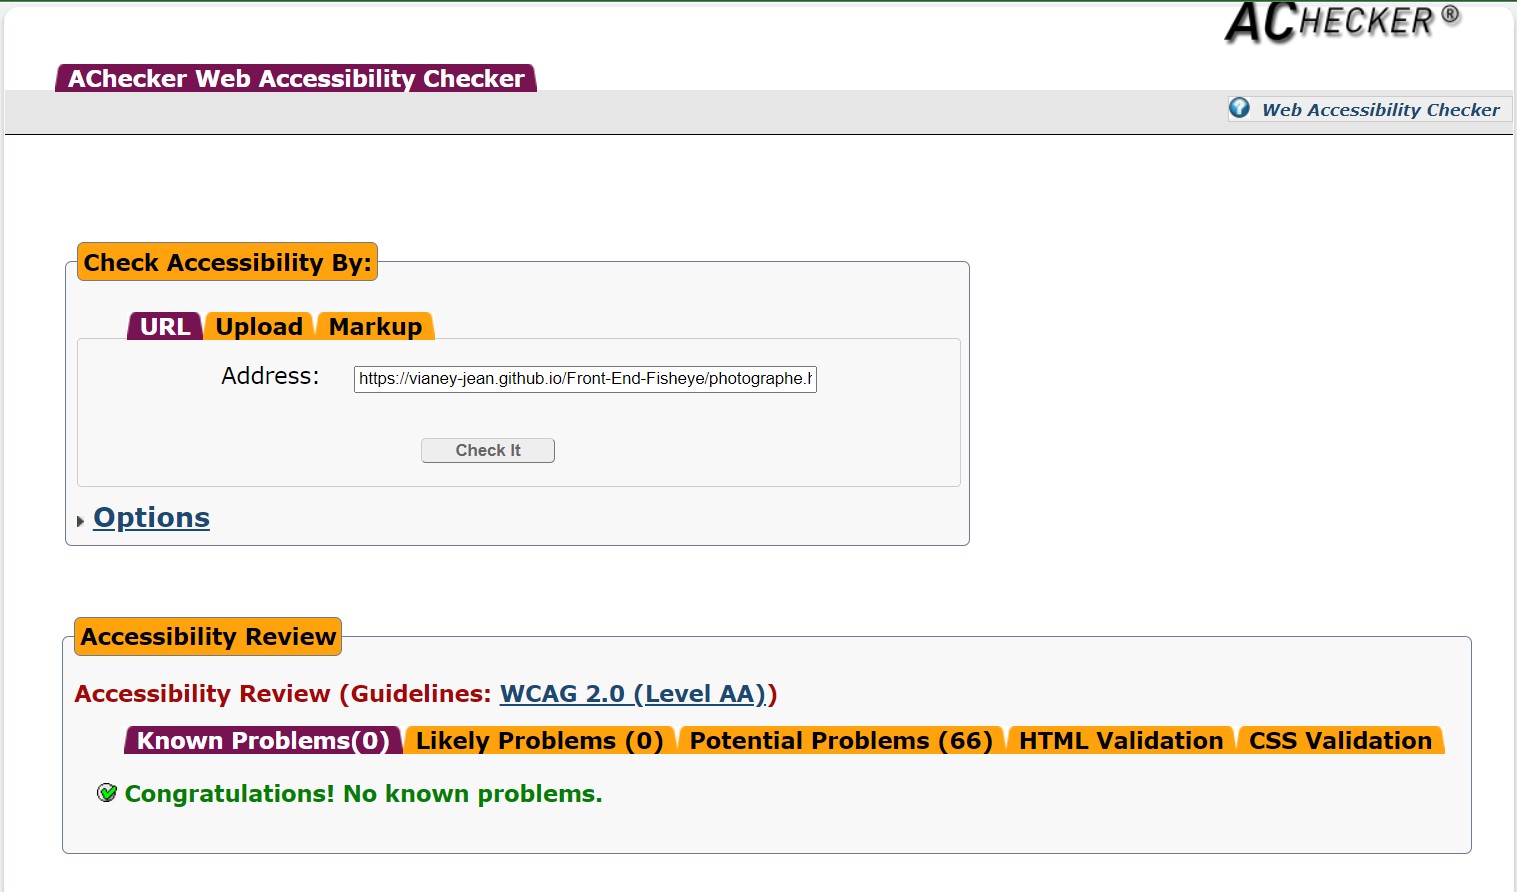 ACHECKER ®
AChecker Web Accessibility Checker
Web Accessibility Checker
Check Accessibility By:
URL Upload Markup
Address: https://vianey-jean.github.io/Front-End-Fisheye/photographe.h
Check It
Options
Accessibility Review
Accessibility Review (Guidelines: WCAG 2.0 (Level AA))
Known Problems(0) Likely Problems (0) Potential Problems (66) HTML Validation CSS Validation
Congratulations! No known problems.